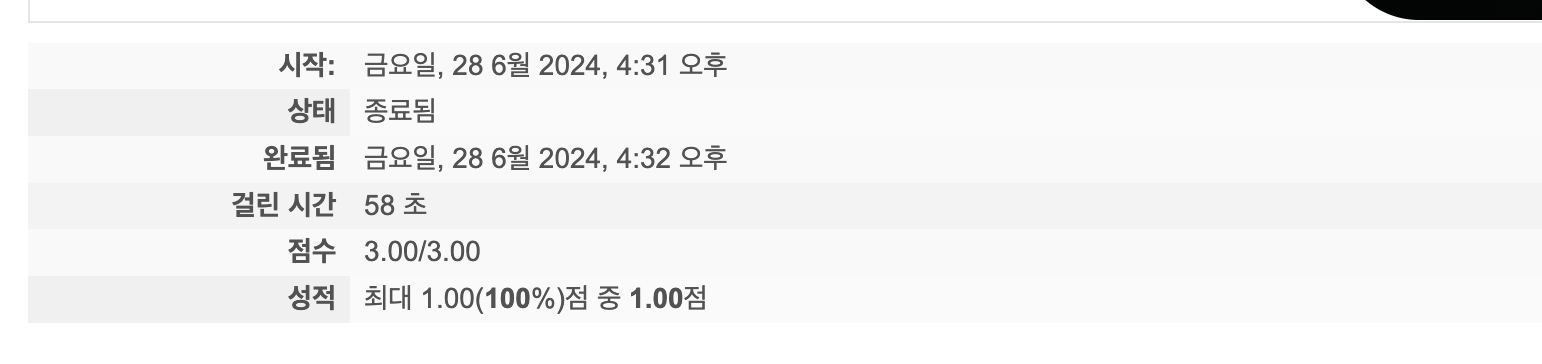 시작: 금요일, 28 6월 2024, 4:31 오후
상태 종료됨
완료됨 금요일, 28 6월 2024, 4:32 오후
걸린 시간 58 초
점수 3.00/3.00
성적 최대 1.00(100%)점 중 1.00점